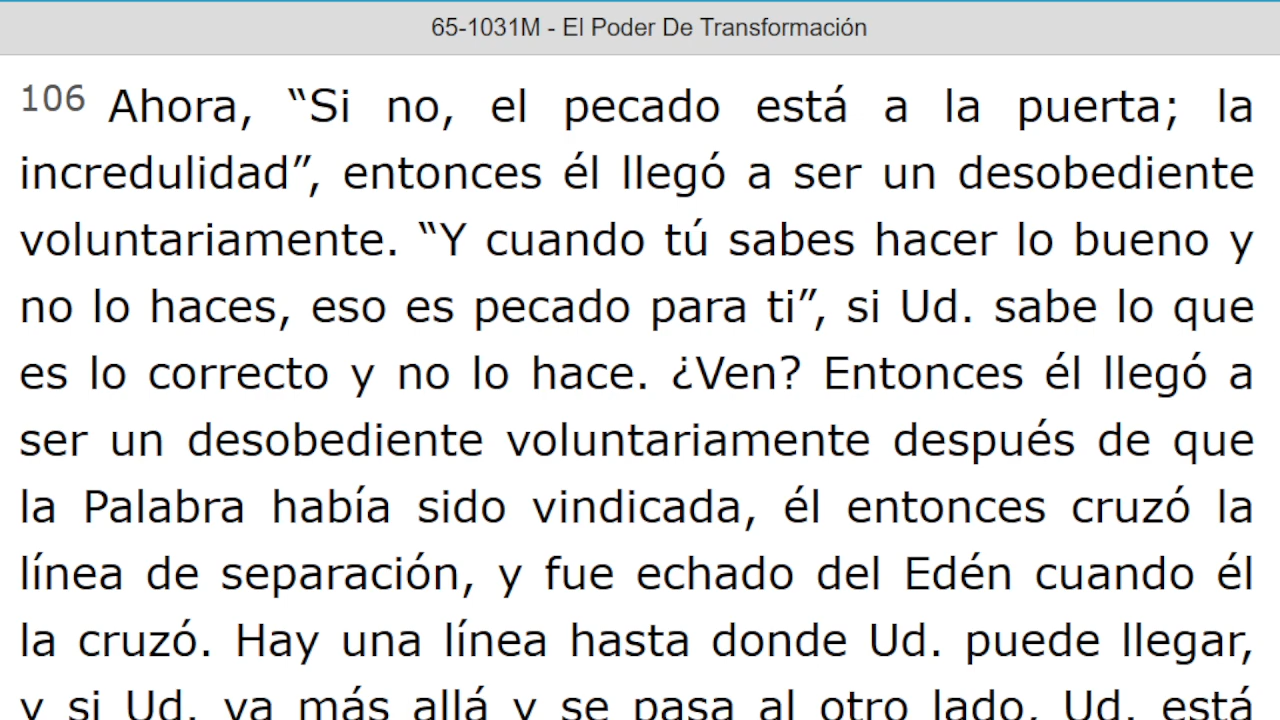 65-1031M - El Poder De Transformación
106 Ahora, “Si no, el pecado está a la puerta; la
incredulidad”, entonces él llegó a ser un desobediente
voluntariamente. “Y cuando tú sabes hacer lo bueno y
no lo haces, eso es pecado para ti”, si Ud. sabe lo que
es lo correcto y no lo hace. ¿Ven? Entonces él llegó a
ser un desobediente voluntariamente después de que
la Palabra había sido vindicada, él entonces cruzó la
línea de separación, y fue echado del Edén cuando él
la cruzó. Hay una línea hasta donde Ud. puede llegar,
y si Ud. va más allá y se pasa al otro lado, Ud. está